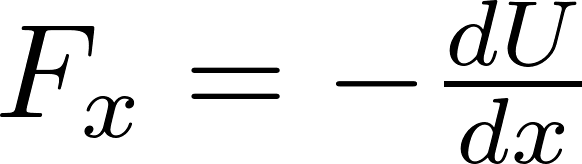 $F_x = -\frac{dU}{dx}$